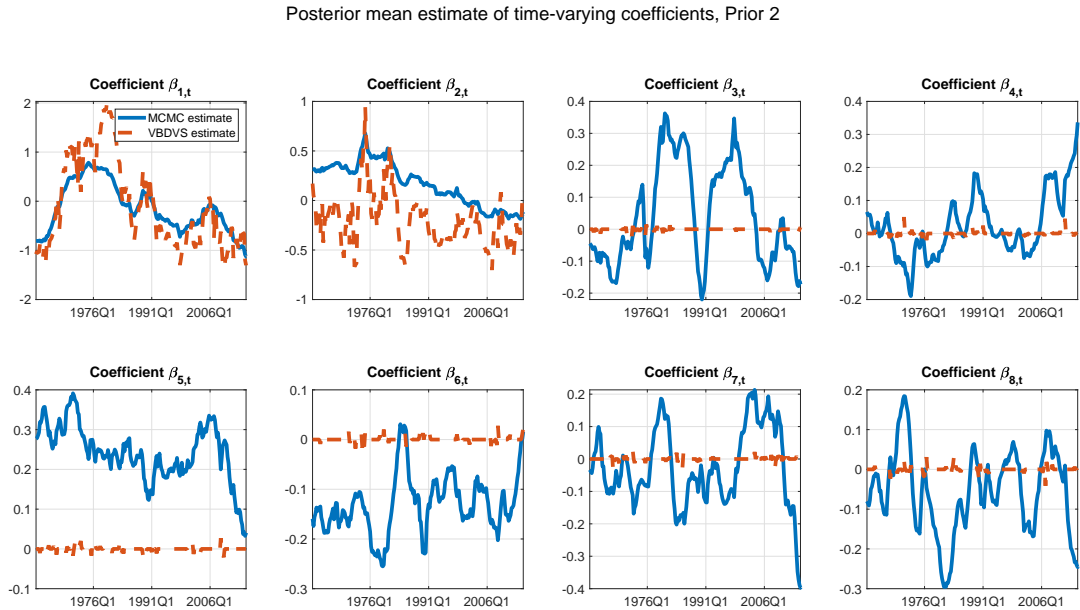 Posterior mean estimate of time-varying coefficients, Prior 2
Coefficient β1,t
2
1
0
-1
-2
1976Q1 1991Q1 2006Q1
MCMC estimate
VBDVS estimate
Coefficient β2,t
1
0.5
0
-0.5
-1
1976Q1 1991Q1 2006Q1
Coefficient β3,t
0.4
0.3
0.2
0.1
0
-0.1
-0.2
1976Q1 1991Q1 2006Q1
Coefficient β4,t
0.4
0.3
0.2
0.1
0
-0.1
-0.2
1976Q1 1991Q1 2006Q1
Coefficient β5,t
0.4
0.3
0.2
0.1
0
-0.1
1976Q1 1991Q1 2006Q1
Coefficient β6,t
0.1
0
-0.1
-0.2
-0.3
1976Q1 1991Q1 2006Q1
Coefficient β7,t
0.2
0.1
0
-0.1
-0.2
-0.3
-0.4
1976Q1 1991Q1 2006Q1
Coefficient β8,t
0.2
0.1
0
-0.1
-0.2
-0.3
1976Q1 1991Q1 2006Q1